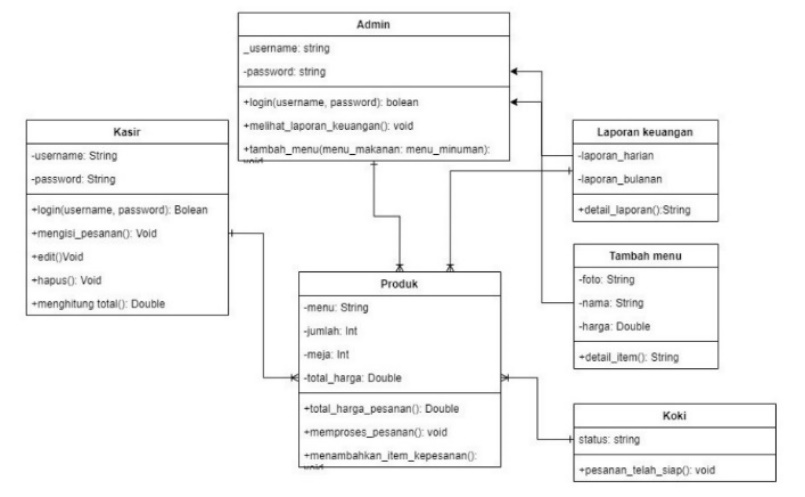 Admin
_username: string
-password: string
+login(username, password): bolean
+melihat_laporan_keuangan(): void
+tambah_menu(menu_makanan: menu_minuman):
void
Kasir
-username: String
-password: String
+login(username, password): Bolean
+mengisi_pesanan(): Void
+edit()Void
+hapus(): Void
+menghitung total(): Double
Laporan keuangan
-laporan_harian
-laporan_bulanan
+detail_laporan():String
Tambah menu
-foto: String
-nama: String
-harga: Double
+detail_item(): String
Produk
-menu: String
-jumlah: Int
-meja: Int
-total_harga: Double
+total_harga_pesanan(): Double
+memproses_pesanan(): void
+menambahkan_item_kepesanan():
void
Koki
status: string
+pesanan_telah_siap(): void